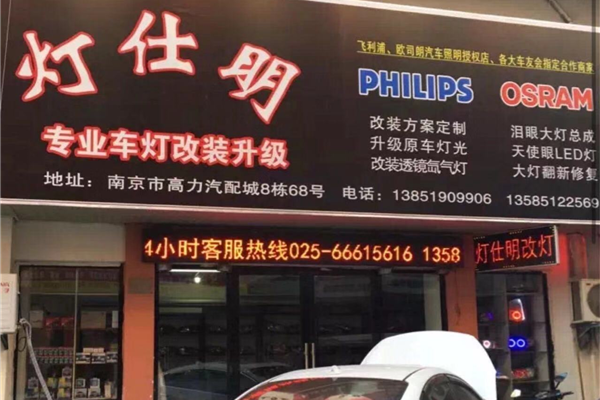 灯仕明
专业车灯改装升级
飞利浦、欧司朗汽车照明授权店、各大车友会指定合作商家
PHILIPS OSRAM
改装方案定制 泪眼大灯总成
升级原车灯光 天使眼LED灯
改装透镜氙气灯 大灯翻新修复
地址：南京市高力汽配城8栋68号 电话：13851909906 13585122569
4小时客服热线025-66615616 1358
灯仕明改灯